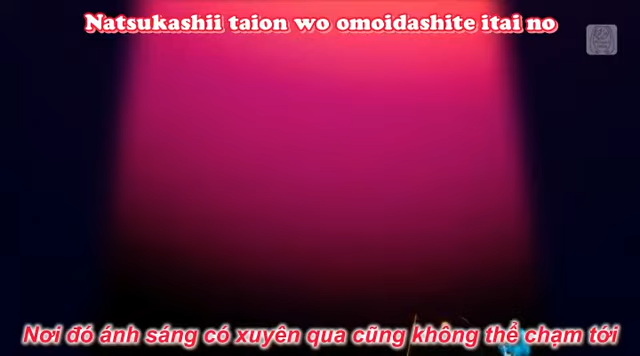 Natsukashii taion wo omoidashite itai no
Nơi đó ánh sáng có xuyên qua cũng không thể chạm tới